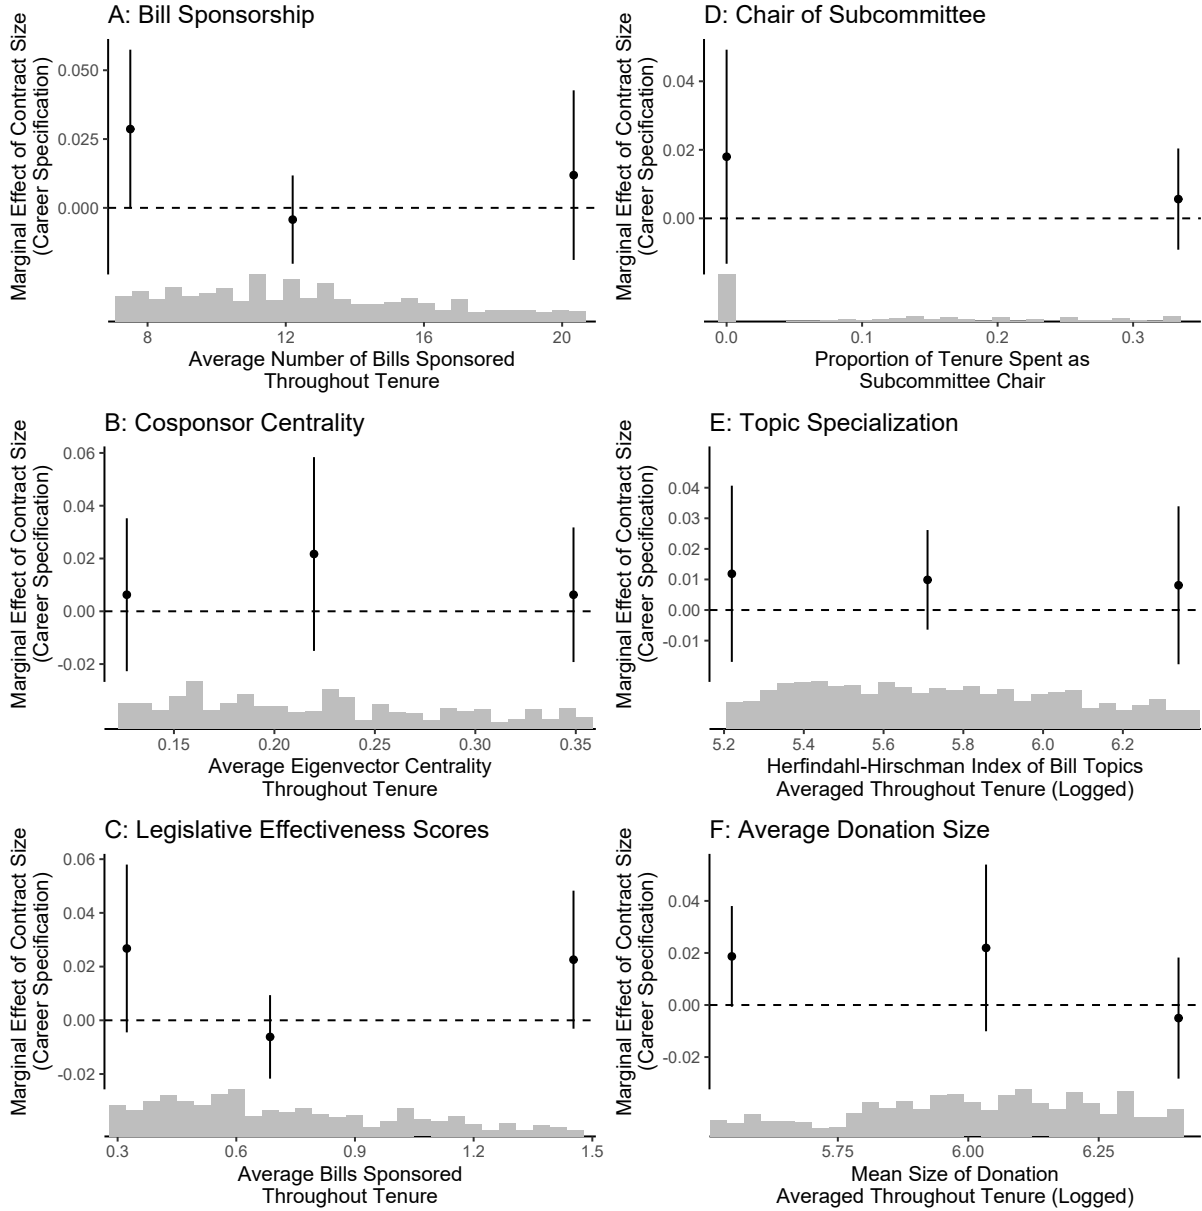 A: Bill Sponsorship
Marginal Effect of Contract Size
(Career Specification)
0.050
0.025
0.000
8
12
16
20
Average Number of Bills Sponsored
Throughout Tenure
D: Chair of Subcommittee
Marginal Effect of Contract Size
(Career Specification)
0.04
0.02
0.00
0.0
0.1
0.2
0.3
Proportion of Tenure Spent as
Subcommittee Chair
B: Cosponsor Centrality
Marginal Effect of Contract Size
(Career Specification)
0.06
0.04
0.02
0.00
-0.02
0.15
0.20
0.25
0.30
0.35
Average Eigenvector Centrality
Throughout Tenure
E: Topic Specialization
Marginal Effect of Contract Size
(Career Specification)
0.04
0.03
0.02
0.01
0.00
-0.01
5.2
5.4
5.6
5.8
6.0
6.2
Herfindahl-Hirschman Index of Bill Topics
Averaged Throughout Tenure (Logged)
C: Legislative Effectiveness Scores
Marginal Effect of Contract Size
(Career Specification)
0.06
0.04
0.02
0.00
-0.02
0.3
0.6
0.9
1.2
1.5
Average Bills Sponsored
Throughout Tenure
F: Average Donation Size
Marginal Effect of Contract Size
(Career Specification)
0.04
0.02
0.00
-0.02
5.75
6.00
6.25
Mean Size of Donation
Averaged Throughout Tenure (Logged)